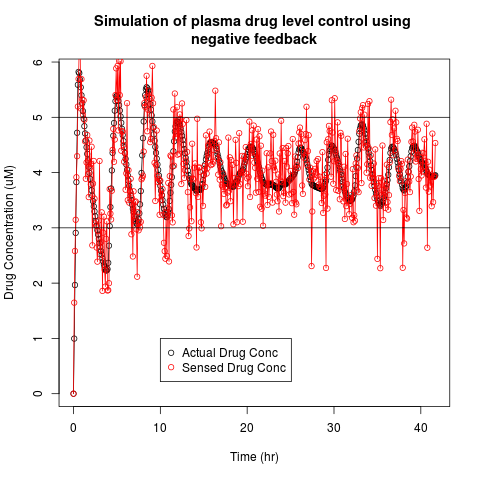 Simulation of plasma drug level control using
negative feedback
Drug Concentration (uM)
6
5
4
3
2
1
0
Actual Drug Conc
Sensed Drug Conc
0 10 20 30 40
Time (hr)